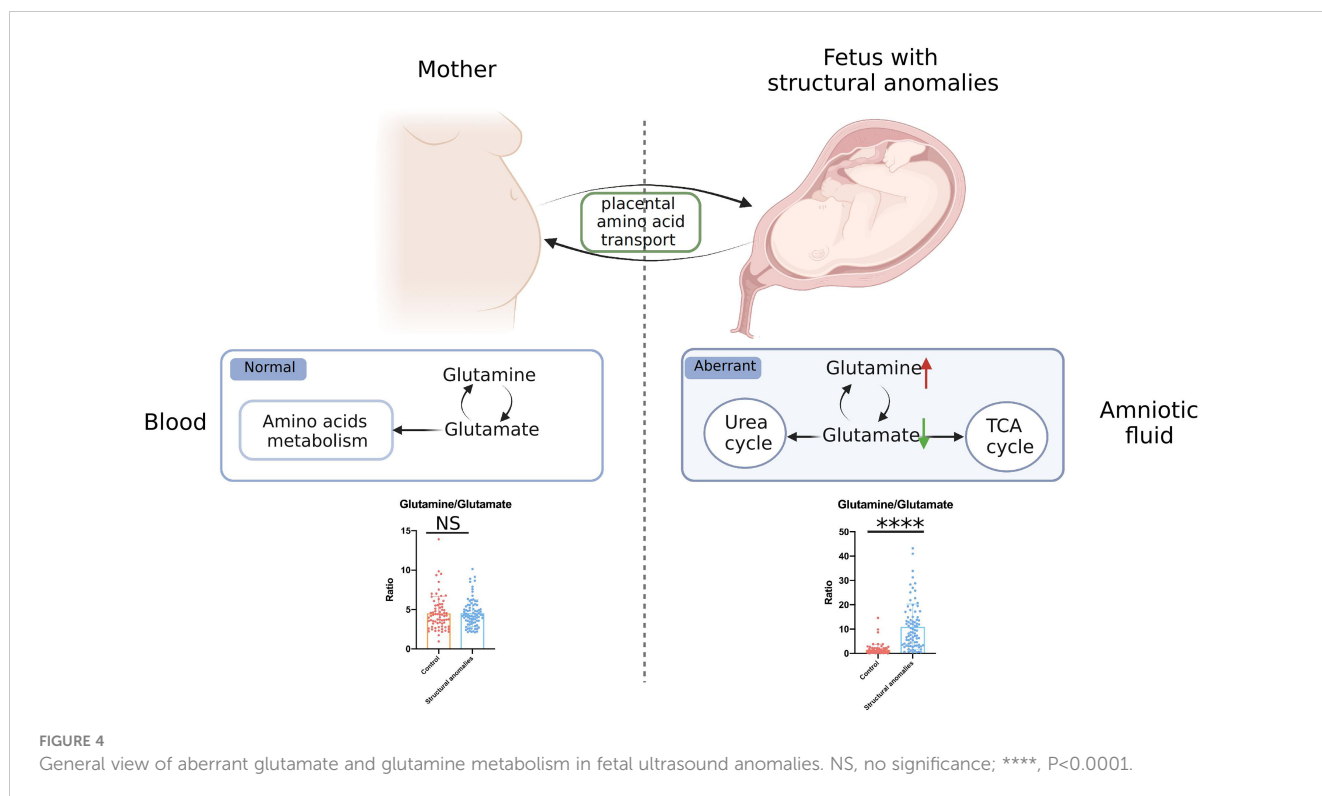 Mother
Fetus with
structural anomalies
placental
amino acid
transport
Normal
Glutamine
Glutamate
Amino acids
metabolism
Blood
Aberrant
Glutamine
Glutamate
Urea
cycle
TCA
cycle
Amniotic
fluid
Glutamine/Glutamate
NS
15
10
5
0
Ratio
Control
Structural anomalies
Glutamine/Glutamate
****
50
40
30
20
10
0
Ratio
Control
Structural anomalies
FIGURE 4
General view of aberrant glutamate and glutamine metabolism in fetal ultrasound anomalies. NS, no significance; ****, P<0.0001.